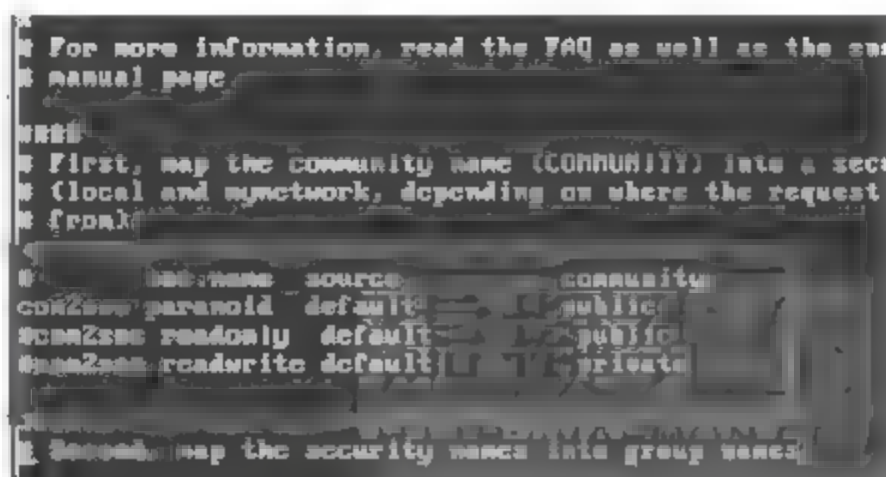 #
# For more information, read the FAQ as well as the
# manual page
####
# First, map the community name (COMMUNITY) into a
# (local and mynetwork, depending on where the request
# from)
# name source community
com2sec paranoid default public
#com2sec readonly default public
#com2sec readwrite default private
# Second, map the security names into group names